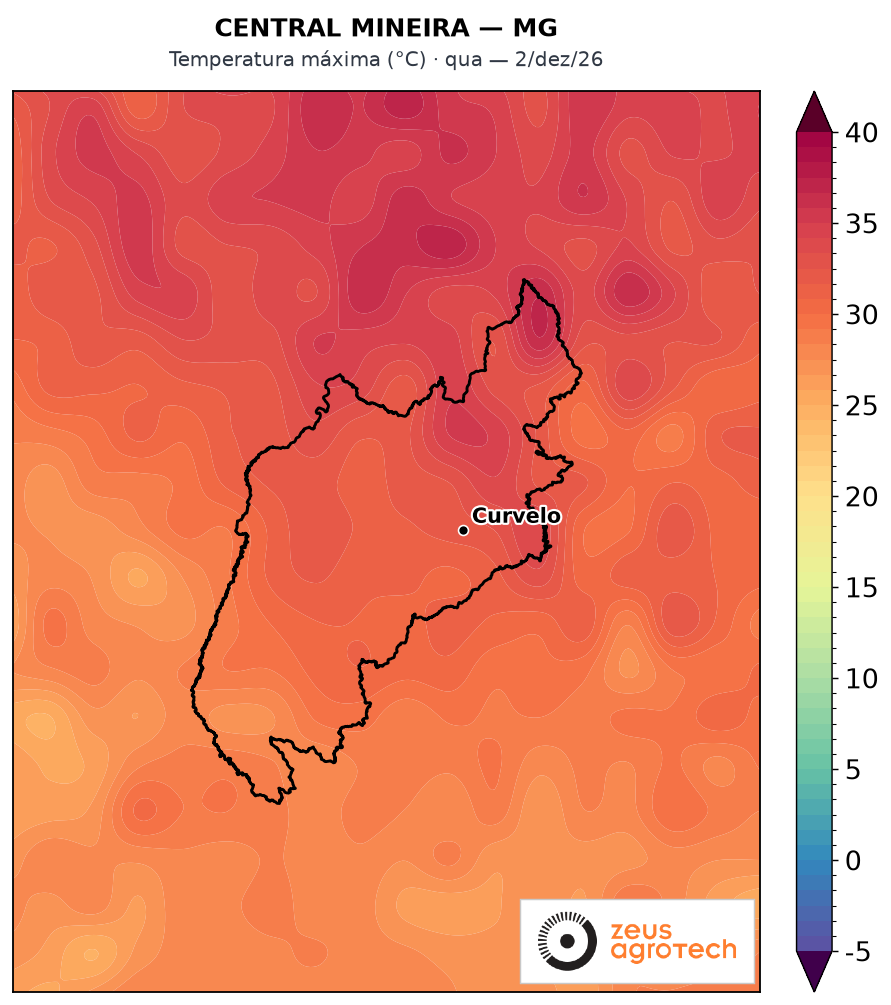 CENTRAL MINEIRA — MG
Temperatura máxima (°C) · qua — 2/dez/26
40
35
30
25
20
15
10
5
0
-5
Curvelo
zeus
agrotech